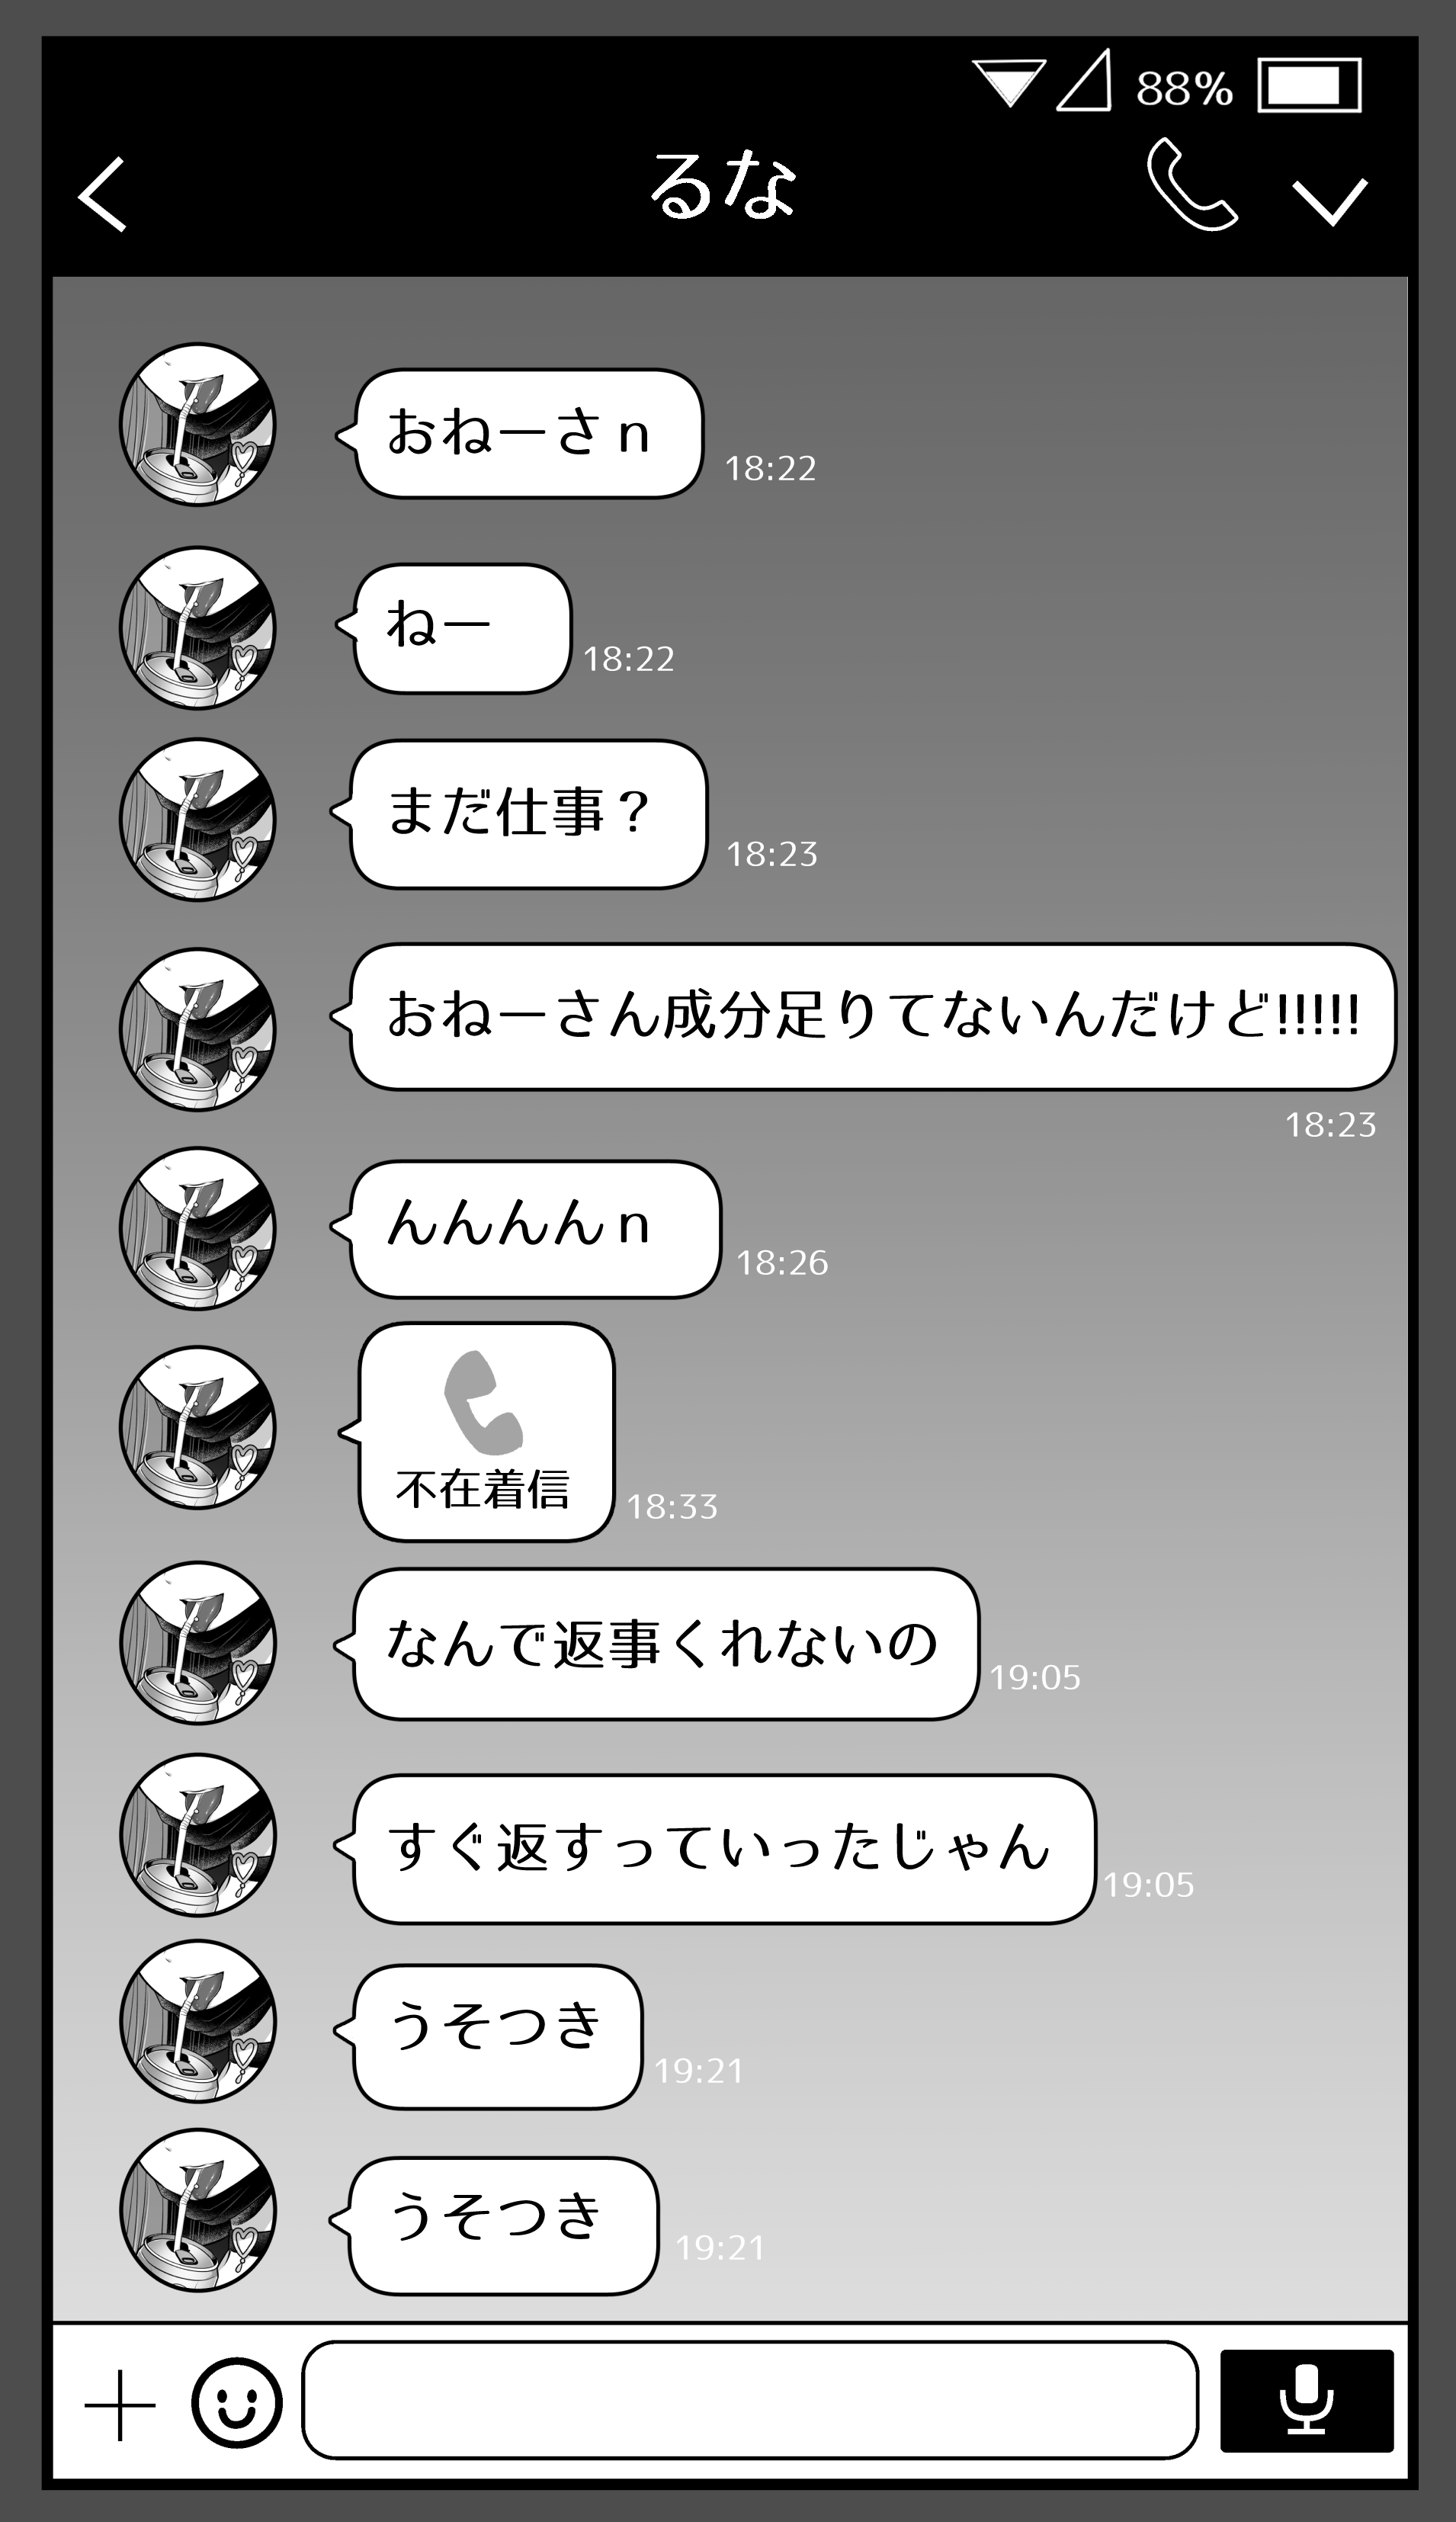 88%
るな
おねーさｎ
18:22
ねー
18:22
まだ仕事？
18:23
おねーさん成分足りてないんだけど!!!!!
18:23
んんんんｎ
18:26
不在着信
18:33
なんで返事くれないの
19:05
すぐ返すっていったじゃん
19:05
うそつき
19:21
うそつき
19:21